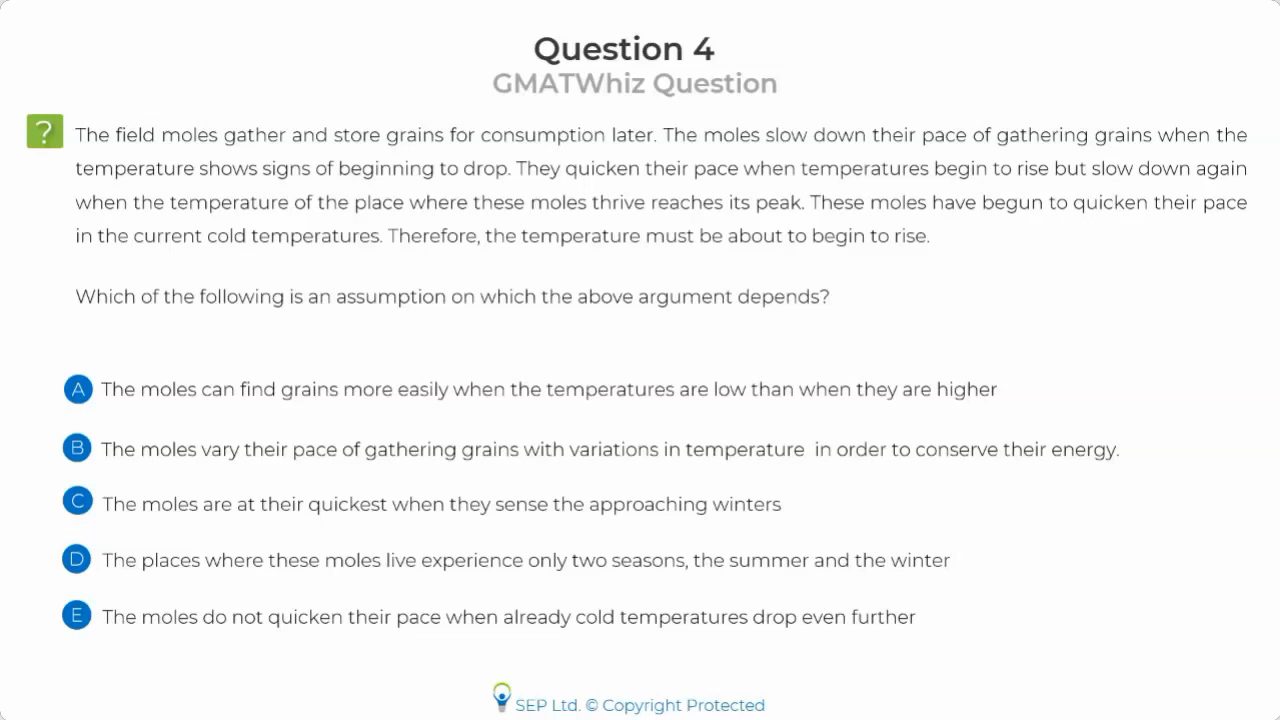 Question 4
GMATWhiz Question
?
The field moles gather and store grains for consumption later. The moles slow down their pace of gathering grains when the
temperature shows signs of beginning to drop. They quicken their pace when temperatures begin to rise but slow down again
when the temperature of the place where these moles thrive reaches its peak. These moles have begun to quicken their pace
in the current cold temperatures. Therefore, the temperature must be about to begin to rise.
Which of the following is an assumption on which the above argument depends?
A The moles can find grains more easily when the temperatures are low than when they are higher
B The moles vary their pace of gathering grains with variations in temperature in order to conserve their energy.
C The moles are at their quickest when they sense the approaching winters
D The places where these moles live experience only two seasons, the summer and the winter
E The moles do not quicken their pace when already cold temperatures drop even further
SEP Ltd. © Copyright Protected